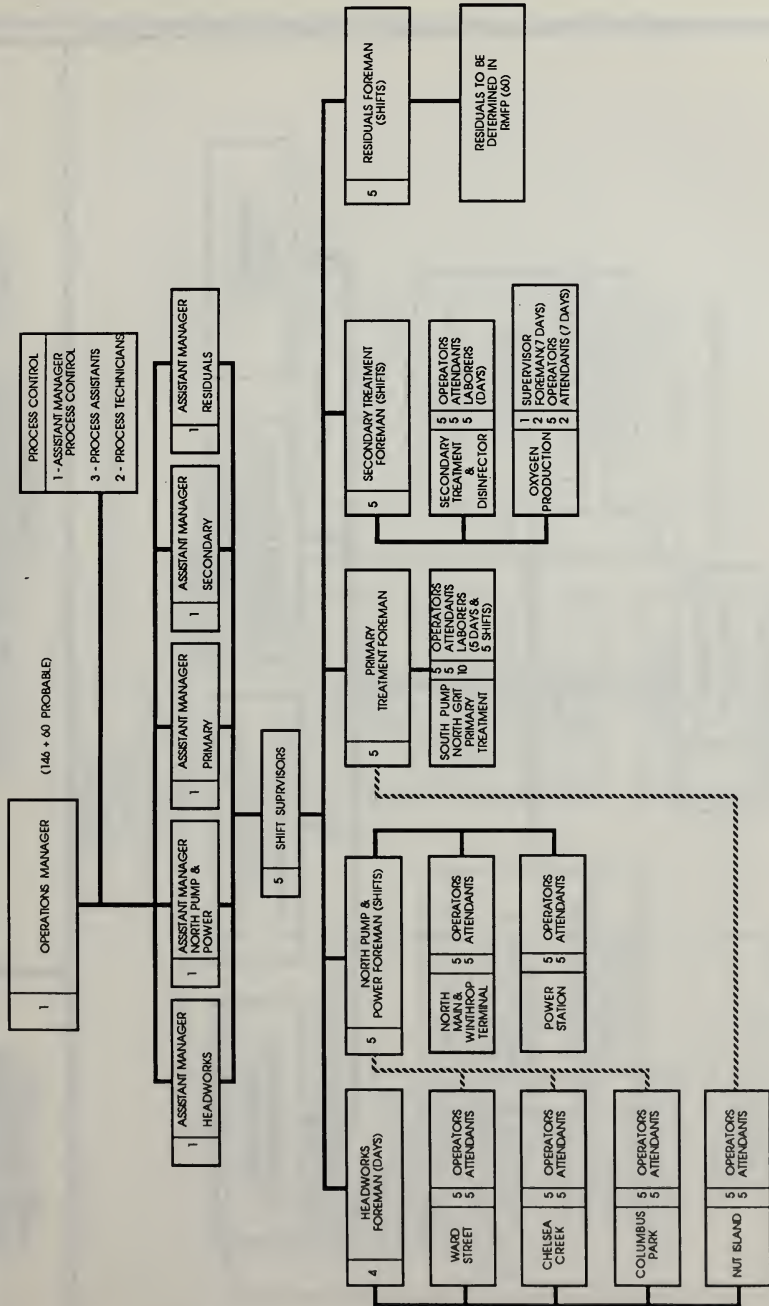 1
OPERATIONS MANAGER
(146 + 60 PROBABLE)
PROCESS CONTROL
1 - ASSISTANT MANAGER
PROCESS CONTROL
3 - PROCESS ASSISTANTS
2 - PROCESS TECHNICIANS
1
ASSISTANT MANAGER
HEADWORKS
1
ASSISTANT MANAGER
NORTH PUMP &
POWER
1
ASSISTANT MANAGER
PRIMARY
1
ASSISTANT MANAGER
SECONDARY
1
ASSISTANT MANAGER
RESIDUALS
5
SHIFT SUPRVISORS
4
HEADWORKS
FOREMAN (DAYS)
WARD
STREET
5 OPERATORS
5 ATTENDANTS
CHELSEA
CREEK
5 OPERATORS
5 ATTENDANTS
COLUMBUS
PARK
5 OPERATORS
5 ATTENDANTS
NUT ISLAND
5 OPERATORS
5 ATTENDANTS
5
NORTH PUMP &
POWER FOREMAN (SHIFTS)
NORTH
MAIN &
WINTHROP
TERMINAL
5 OPERATORS
5 ATTENDANTS
POWER
STATION
5 OPERATORS
5 ATTENDANTS
5
PRIMARY
TREATMENT FOREMAN
SOUTH PUMP
NORTH GRIT
PRIMARY
TREATMENT
5 OPERATORS
5 ATTENDANTS
10 LABORERS
(5 DAYS &
5 SHIFTS)
5
SECONDARY TREATMENT
FOREMAN (SHIFTS)
SECONDARY
TREATMENT
&
DISINFECTOR
5 OPERATORS
5 ATTENDANTS
5 LABORERS
(DAYS)
OXYGEN
PRODUCTION
1 SUPERVISOR
2 FOREMAN(7 DAYS)
5 OPERATORS
2 ATTENDANTS (7 DAYS)
5
RESIDUALS FOREMAN
(SHIFTS)
RESIDUALS TO BE
DETERMINED IN
RMFP (60)